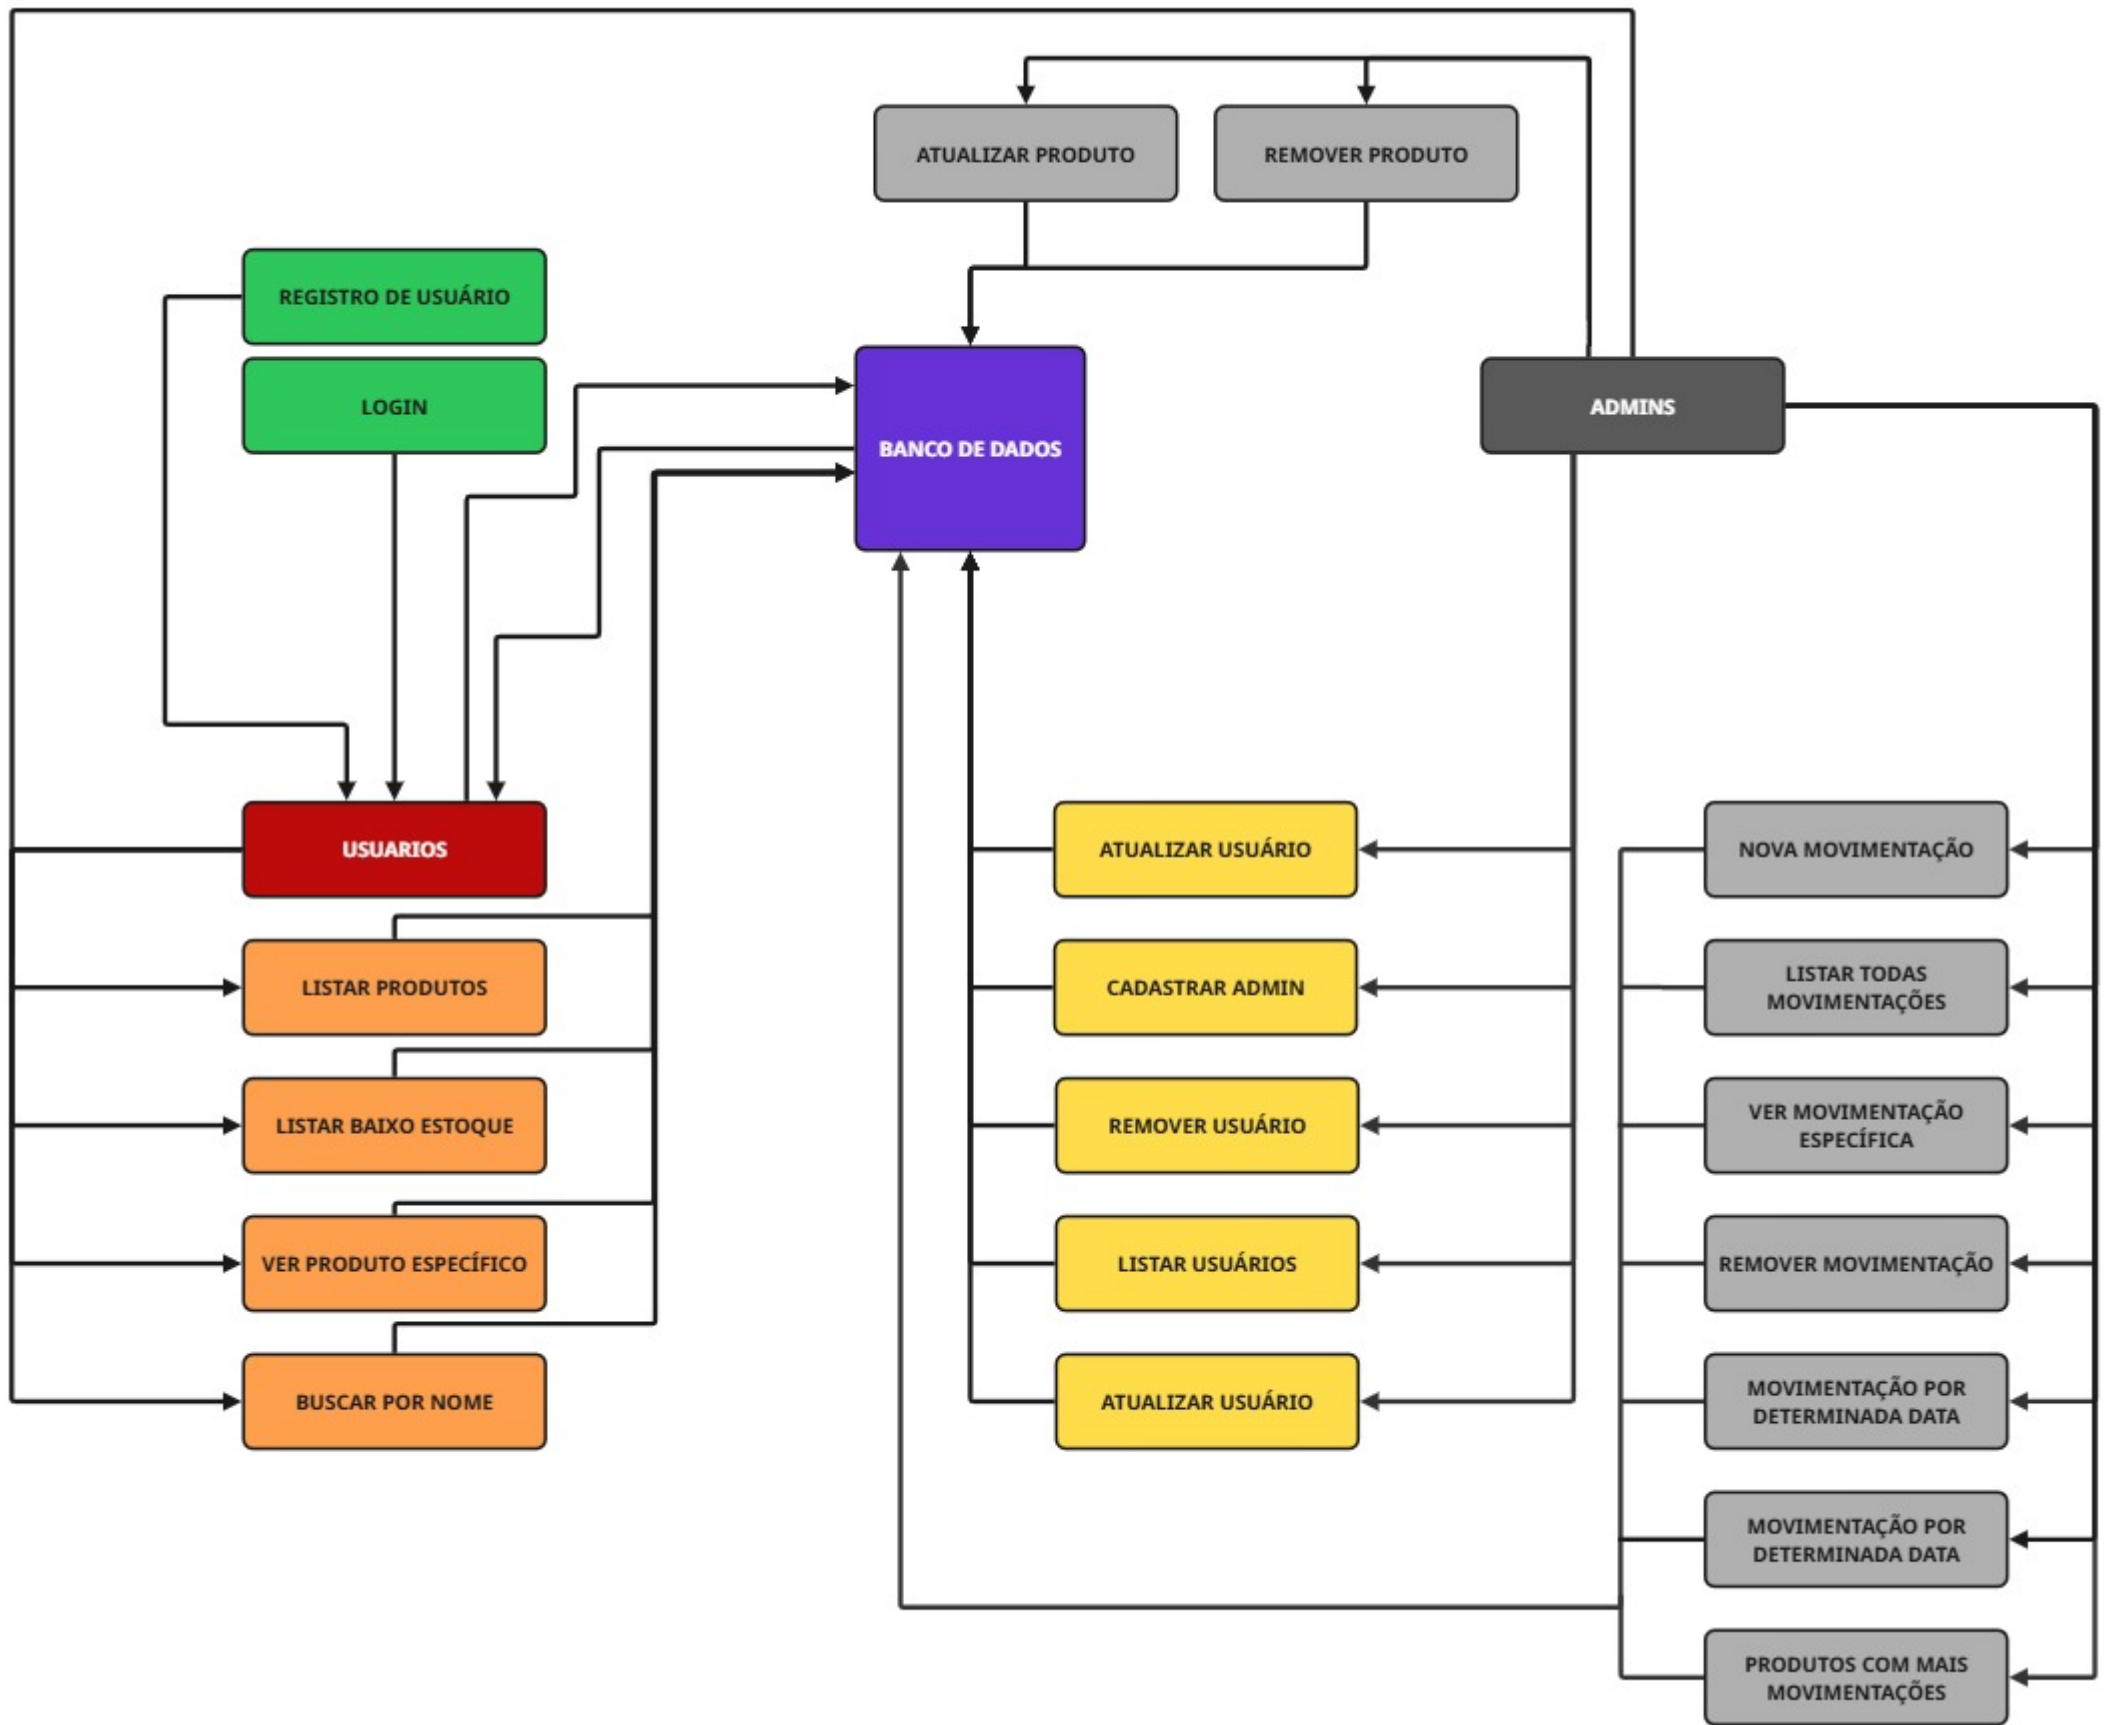 ATUALIZAR PRODUTO
REMOVER PRODUTO
REGISTRO DE USUÁRIO
LOGIN
BANCO DE DADOS
ADMINS
USUARIOS
LISTAR PRODUTOS
LISTAR BAIXO ESTOQUE
VER PRODUTO ESPECÍFICO
BUSCAR POR NOME
ATUALIZAR USUÁRIO
CADASTRAR ADMIN
REMOVER USUÁRIO
LISTAR USUÁRIOS
ATUALIZAR USUÁRIO
NOVA MOVIMENTAÇÃO
LISTAR TODAS
MOVIMENTAÇÕES
VER MOVIMENTAÇÃO
ESPECÍFICA
REMOVER MOVIMENTAÇÃO
MOVIMENTAÇÃO POR
DETERMINADA DATA
MOVIMENTAÇÃO POR
DETERMINADA DATA
PRODUTOS COM MAIS
MOVIMENTAÇÕES